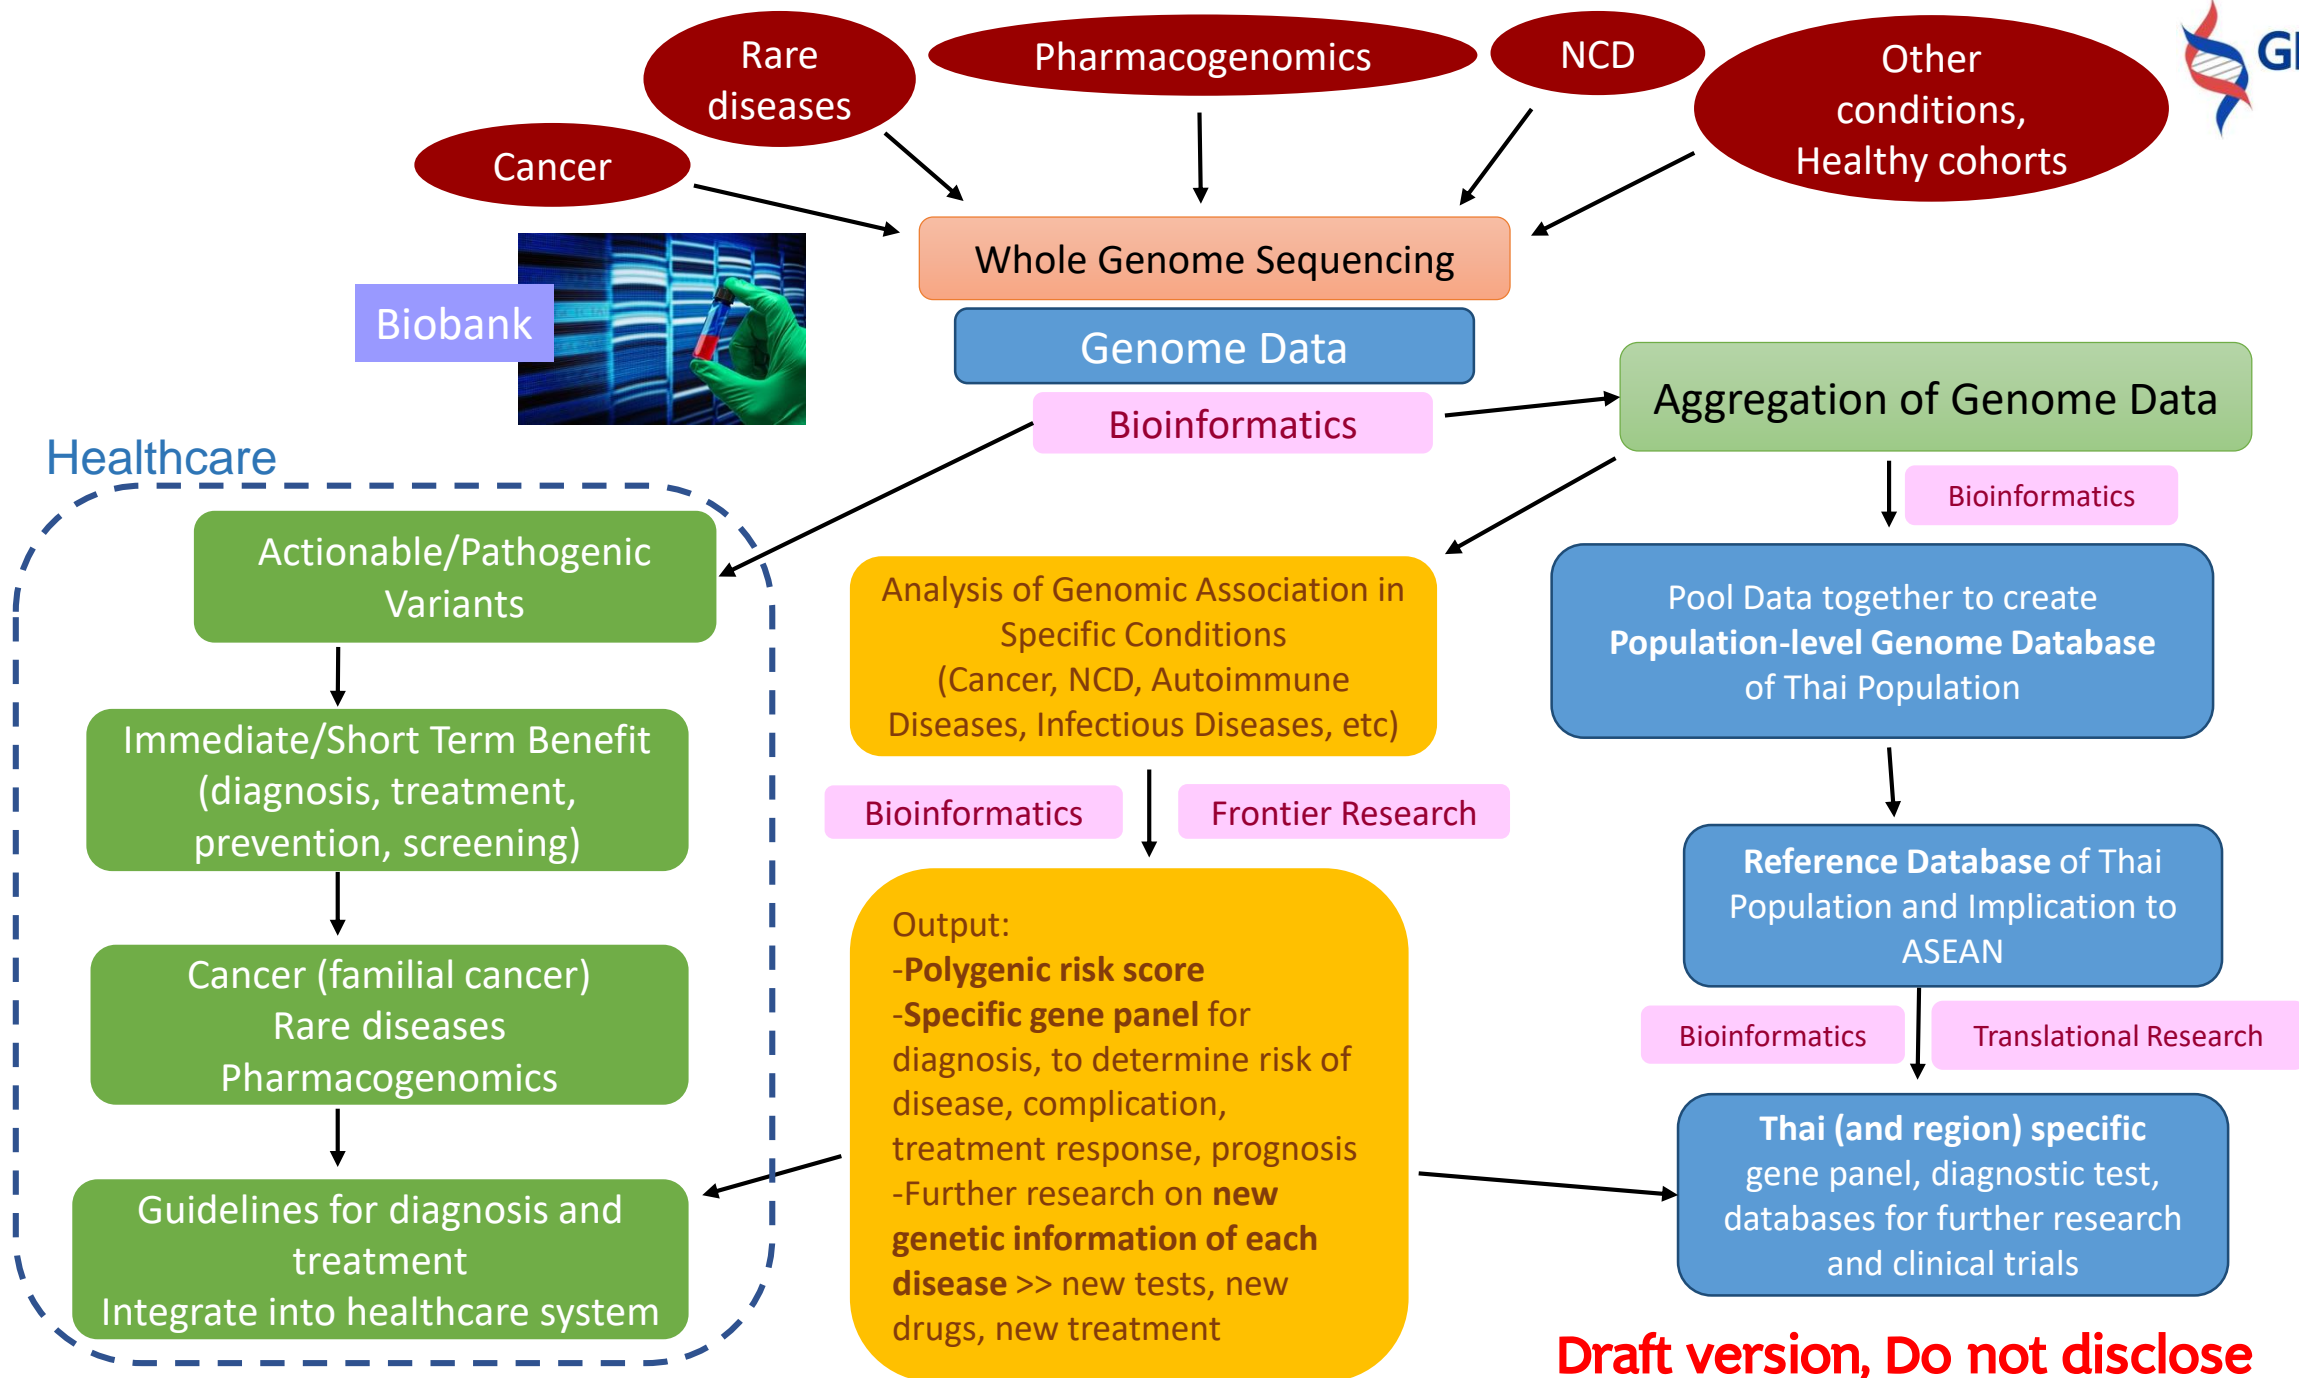 Rare
diseases
Pharmacogenomics
NCD
Other
conditions,
Healthy cohorts
Cancer
Whole Genome Sequencing
Biobank
Genome Data
Bioinformatics
Aggregation of Genome Data
Healthcare
Actionable/Pathogenic
Variants
Immediate/Short Term Benefit
(diagnosis, treatment,
prevention, screening)
Cancer (familial cancer)
Rare diseases
Pharmacogenomics
Guidelines for diagnosis and
treatment
Integrate into healthcare system
Analysis of Genomic Association in
Specific Conditions
(Cancer, NCD, Autoimmune
Diseases, Infectious Diseases, etc)
Bioinformatics
Frontier Research
Output:
-Polygenic risk score
-Specific gene panel for
diagnosis, to determine risk of
disease, complication,
treatment response, prognosis
-Further research on new
genetic information of each
disease >> new tests, new
drugs, new treatment
Bioinformatics
Pool Data together to create
Population-level Genome Database
of Thai Population
Reference Database of Thai
Population and Implication to
ASEAN
Bioinformatics
Translational Research
Thai (and region) specific
gene panel, diagnostic test,
databases for further research
and clinical trials
Draft version, Do not disclose